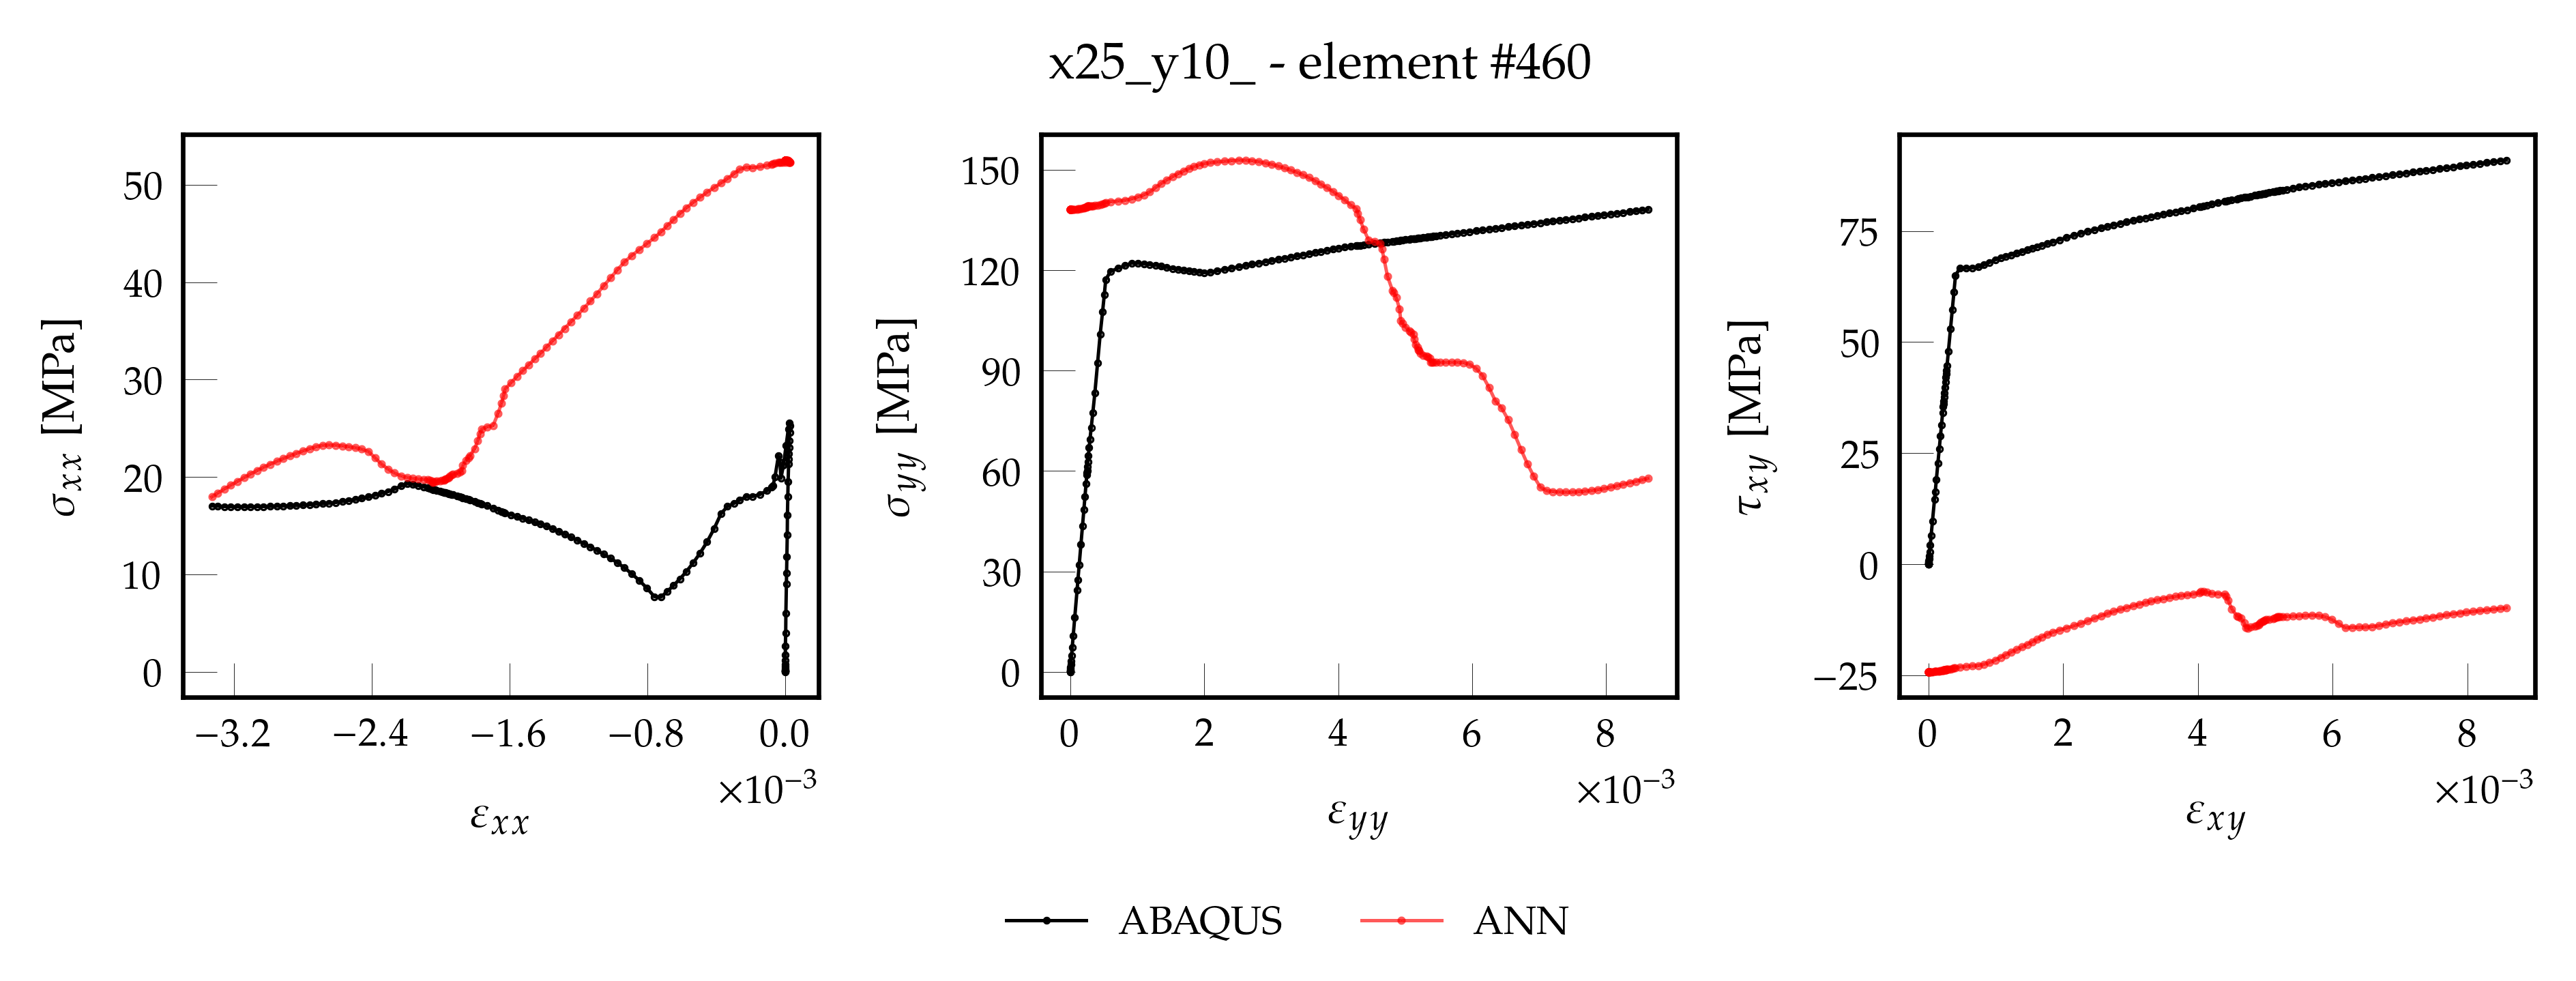 x25_y10_ - element #460
σxx [MPa]
50
40
30
20
10
0
−3.2 −2.4 −1.6 −0.8 0.0
×10−3
εxx
σyy [MPa]
150
120
90
60
30
0
0 2 4 6 8
×10−3
εyy
τxy [MPa]
75
50
25
0
−25
0 2 4 6 8
×10−3
εxy
ABAQUS ANN